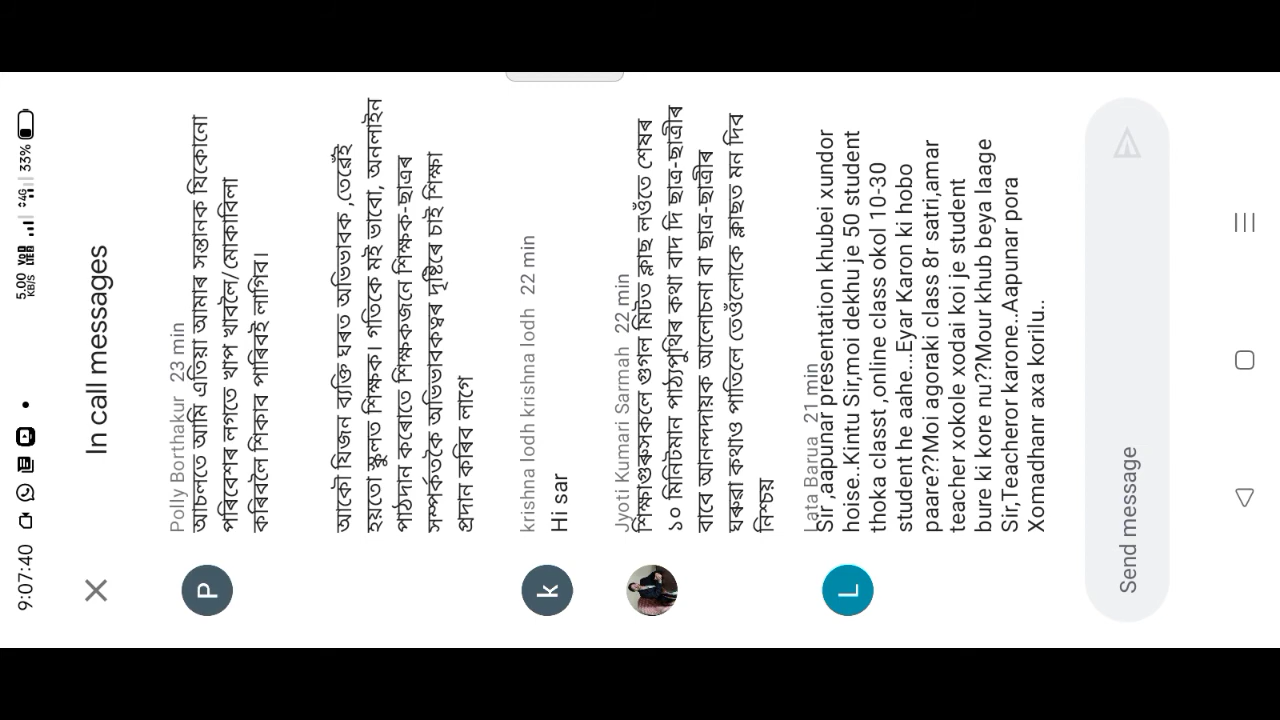 9:07:40
5.00 KB/S
VoD LTE
4G
33%
In call messages
P
Polly Borthakur 23 min
আচলতে আমি এতিয়া আমাৰ সন্তানক যিকোনো
পৰিবেশৰ লগতে খাপ খাবলৈ/মোকাবিলা
কৰিবলৈ শিকাব পাৰিবই লাগিব।
আকৌ যিজন ব্যক্তি ঘৰত অভিভাৱক ,তেৱেঁই
হয়তো স্কুলত শিক্ষক। গতিকে মই ভাবো, অনলাইন
পাঠদান কৰোতে শিক্ষকজনে শিক্ষক-ছাত্ৰৰ
সম্পৰ্কতকৈ অভিভাৱকত্বৰ দৃষ্টিৰে চাই শিক্ষা
প্ৰদান কৰিব লাগে
k
krishna lodh krishna lodh 22 min
Hi sar
Jyoti Kumari Sarmah 22 min
শিক্ষাগুৰুসকলে গুগল মিটত ক্লাছ লওঁতে শেষৰ
১০ মিনিটমান পাঠ্যপুথিৰ কথা বাদ দি ছাত্ৰ-ছাত্ৰীৰ
বাবে আনন্দদায়ক আলোচনা বা ছাত্ৰ-ছাত্ৰীৰ
ঘৰুৱা কথাও পাতিলে তেওঁলোকে ক্লাছত মন দিব
নিশ্চয়
L
Lata Barua 21 min
Sir ,aapunar presentation khubei xundor
hoise..Kintu Sir,moi dekhu je 50 student
thoka classt ,online class okol 10-30
student he aahe..Eyar Karon ki hobo
paare??Moi agoraki class 8r satri,amar
teacher xokole xodai koi je student
bure ki kore nu??Mour khub beya laage
Sir,Teacheror karone..Aapunar pora
Xomadhanr axa korilu..
Send message